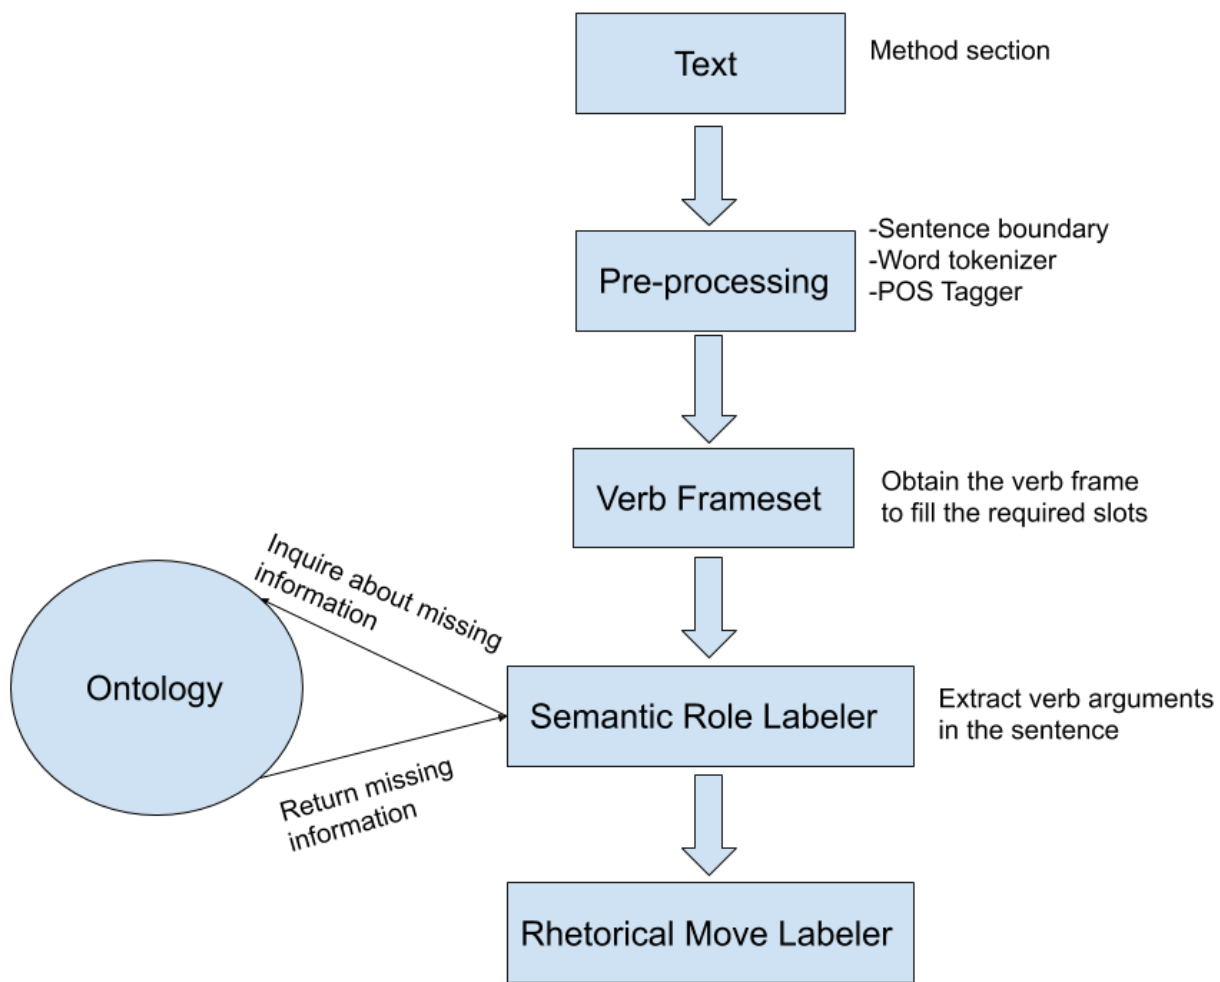 Text
Method section
Pre-processing
-Sentence boundary
-Word tokenizer
-POS Tagger
Verb Frameset
Obtain the verb frame
to fill the required slots
Inquire about missing
information
Ontology
Semantic Role Labeler
Extract verb arguments
in the sentence
Return missing
information
Rhetorical Move Labeler